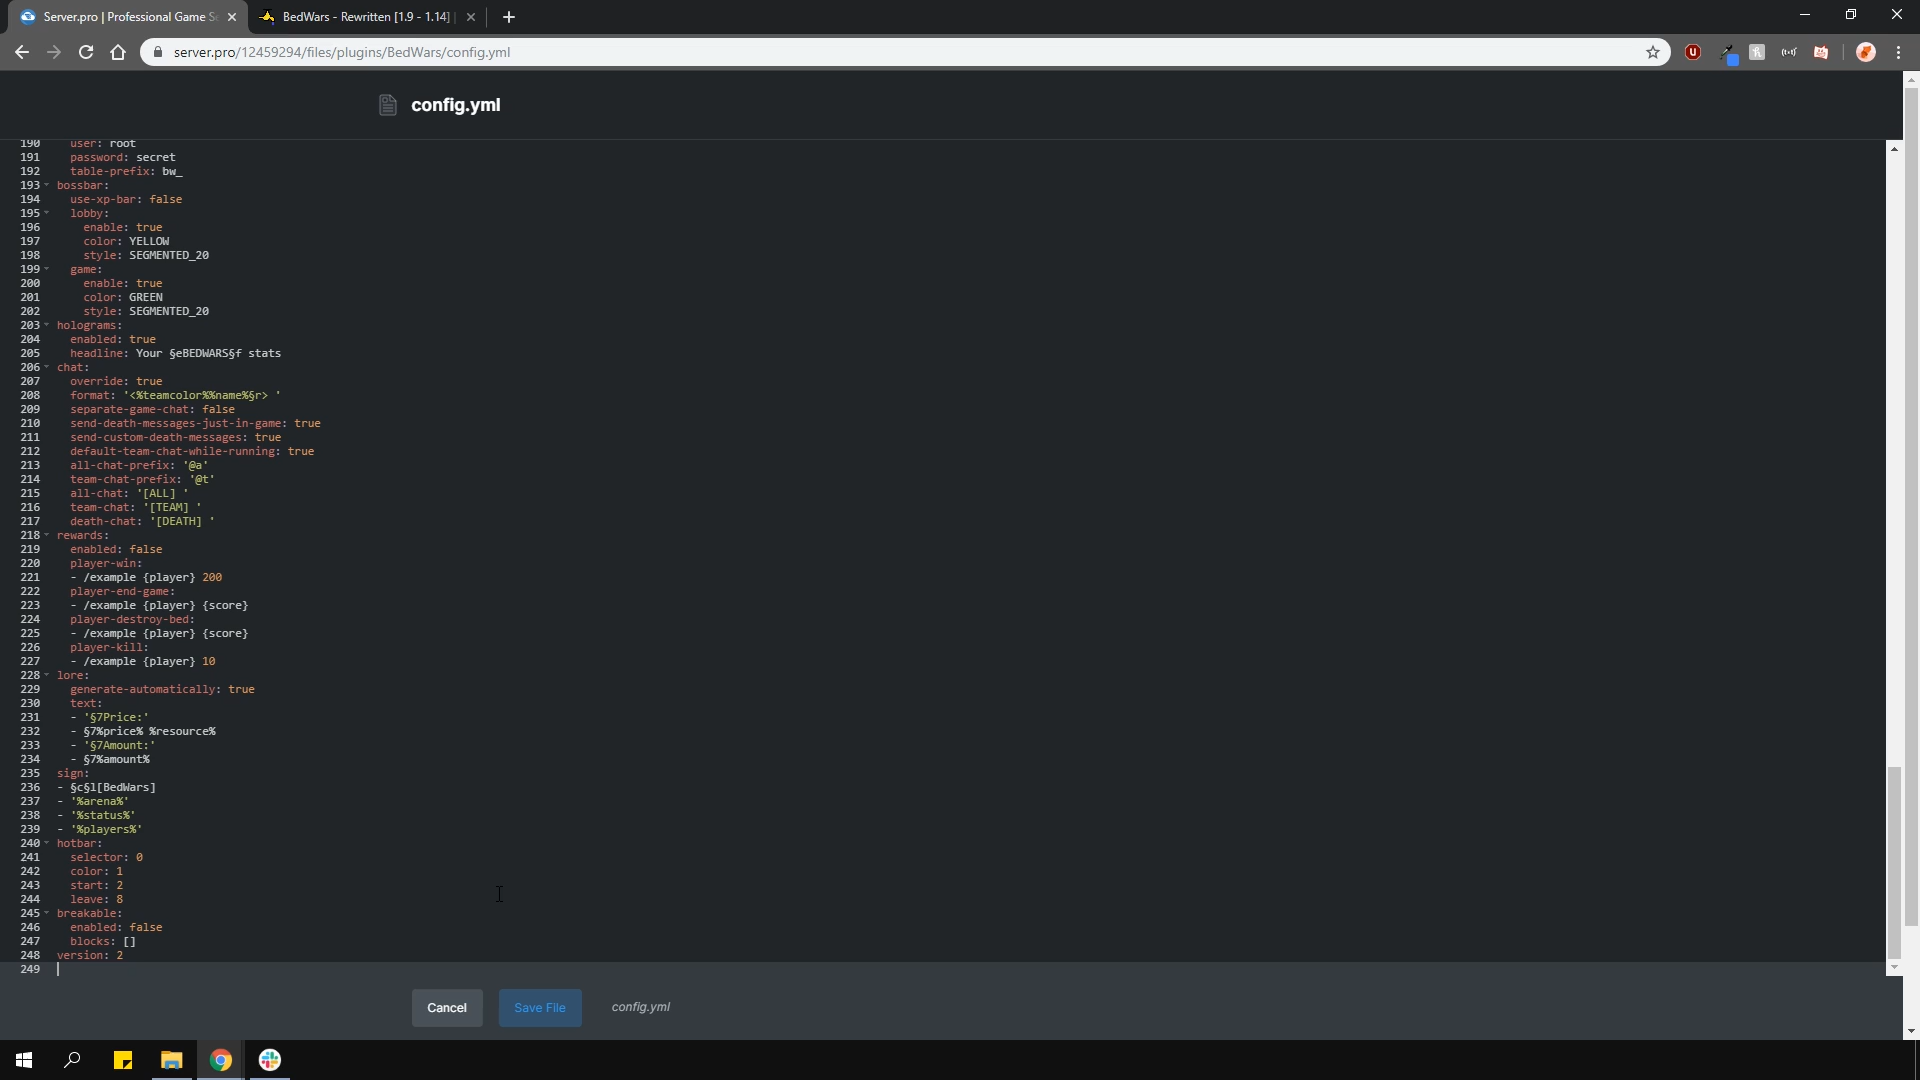 Server.pro | Professional Game S
BedWars - Rewritten [1.9 - 1.14] |
server.pro/12459294/files/plugins/BedWars/config.yml
config.yml
190 user: root
191 password: secret
192 table-prefix: bw_
193 bossbar:
194 use-xp-bar: false
195 lobby:
196 enable: true
197 color: YELLOW
198 style: SEGMENTED_20
199 game:
200 enable: true
201 color: GREEN
202 style: SEGMENTED_20
203 holograms:
204 enabled: true
205 headline: Your §eBEDWARS§f stats
206 chat:
207 override: true
208 format: '<%teamcolor%%name%§r> '
209 separate-game-chat: false
210 send-death-messages-just-in-game: true
211 send-custom-death-messages: true
212 default-team-chat-while-running: true
213 all-chat-prefix: '@a'
214 team-chat-prefix: '@t'
215 all-chat: '[ALL] '
216 team-chat: '[TEAM] '
217 death-chat: '[DEATH] '
218 rewards:
219 enabled: false
220 player-win:
221 - /example {player} 200
222 player-end-game:
223 - /example {player} {score}
224 player-destroy-bed:
225 - /example {player} {score}
226 player-kill:
227 - /example {player} 10
228 lore:
229 generate-automatically: true
230 text:
231 - '§7Price:'
232 - §7%price% %resource%
233 - '§7Amount:'
234 - §7%amount%
235 sign:
236 - §c§l[BedWars]
237 - '%arena%'
238 - '%status%'
239 - '%players%'
240 hotbar:
241 selector: 0
242 color: 1
243 start: 2
244 leave: 8
245 breakable:
246 enabled: false
247 blocks: []
248 version: 2
249
Cancel
Save File
config.yml